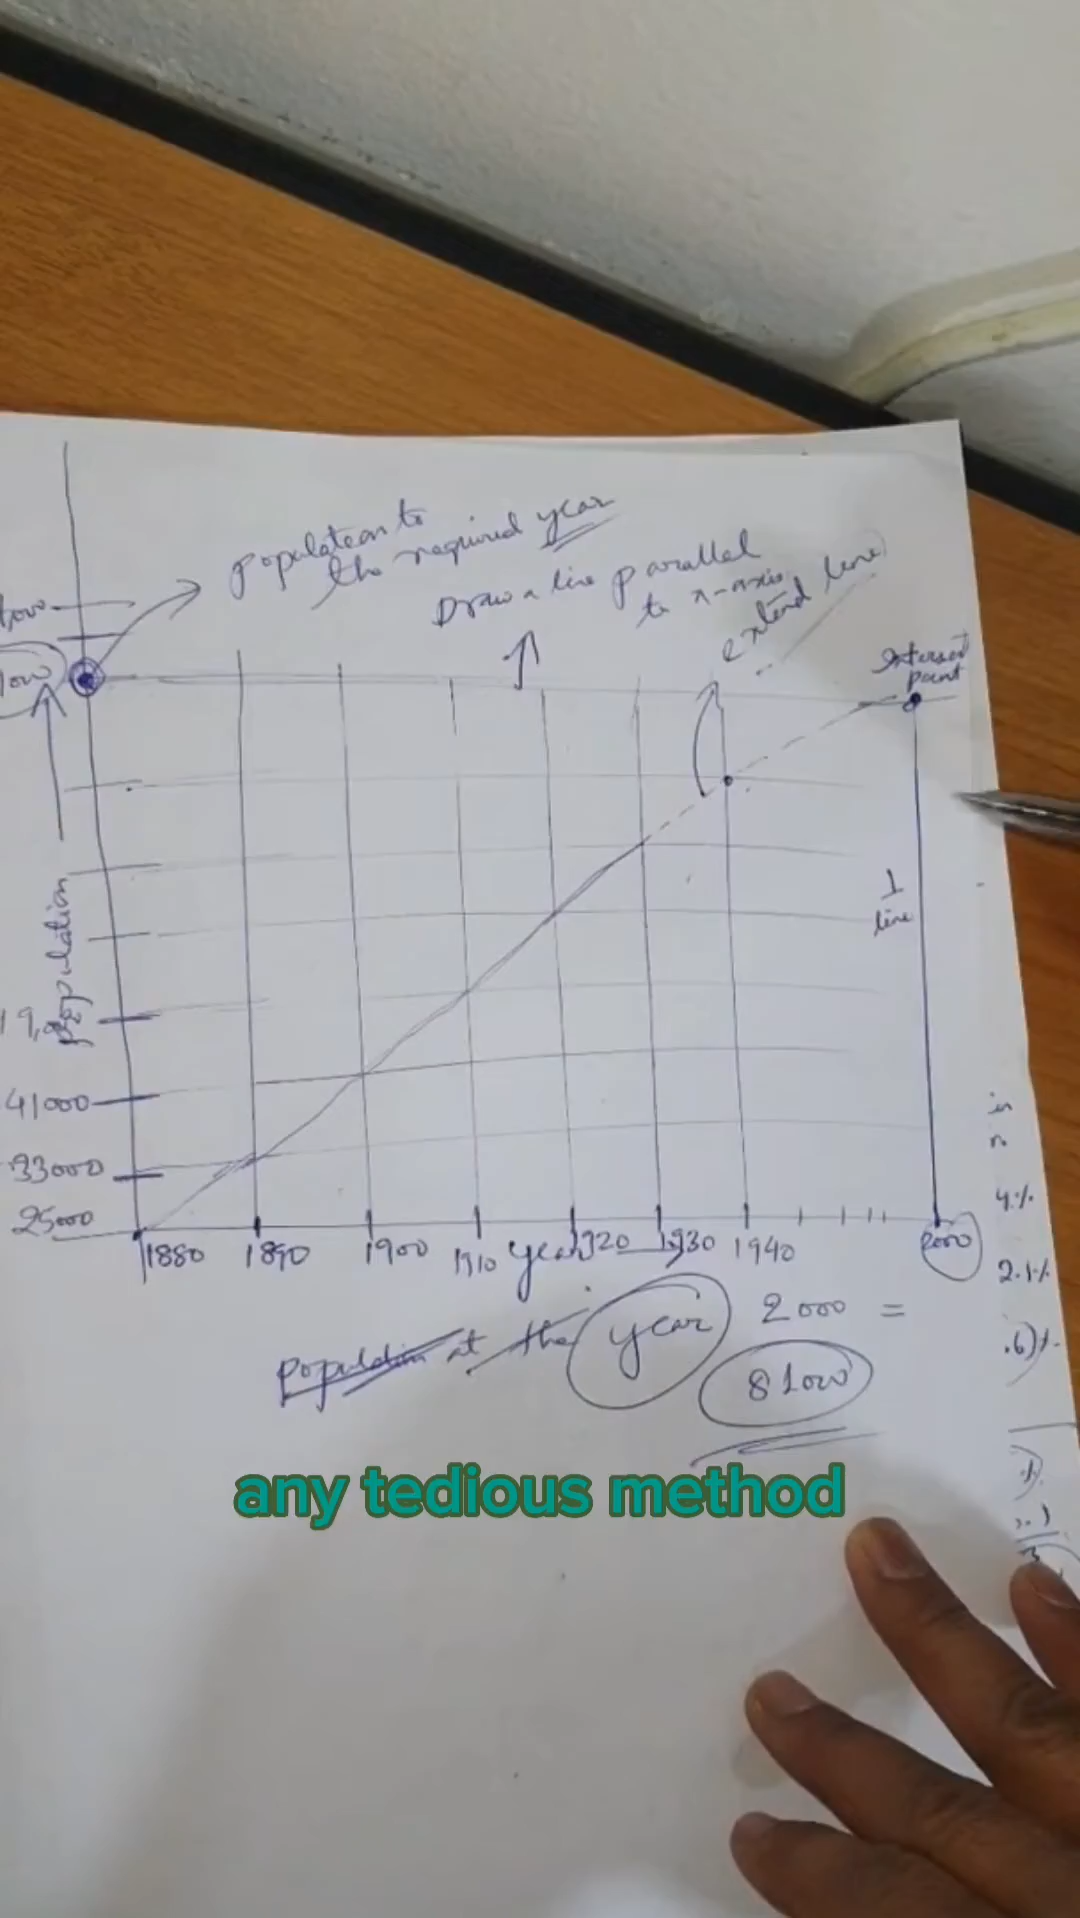 population to
the required year
Draw a line parallel
to x-axis
extend line
intersect
point
population
1
line
41000
33000
25000
1880 1890 1900 1910 year 1920 1930 1940 2000
population at the year 2000 =
81000
4.%
2.1%
any tedious method